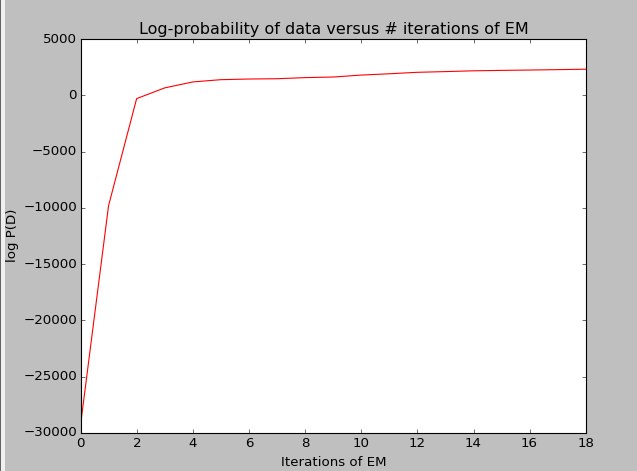 Log-probability of data versus # iterations of EM
5000
0
−5000
−10000
−15000
−20000
−25000
−30000
log P(D)
0 2 4 6 8 10 12 14 16 18
Iterations of EM